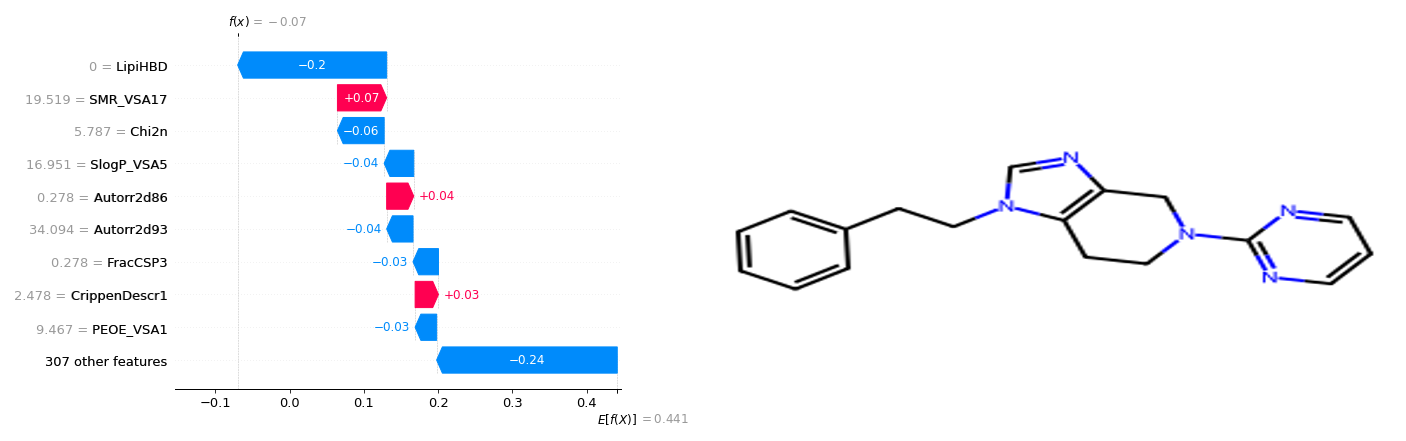 f(x) = −0.07
0 = LipiHBD −0.2
19.519 = SMR_VSA17 +0.07
5.787 = Chi2n −0.06
16.951 = SlogP_VSA5 −0.04
0.278 = Autorr2d86 +0.04
34.094 = Autorr2d93 −0.04
0.278 = FracCSP3 −0.03
2.478 = CrippenDescr1 +0.03
9.467 = PEOE_VSA1 −0.03
307 other features −0.24
−0.1 0.0 0.1 0.2 0.3 0.4
E[f(X)] = 0.441
N
N
N
N
N